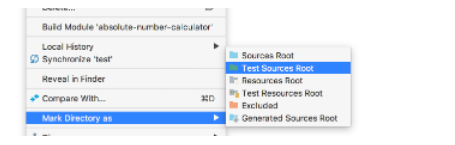 Build Module 'absolute-number-calculator'
Local History
Synchronize 'test'
Reveal in Finder
Compare With... ⌘D
Mark Directory as
Sources Root
Test Sources Root
Resources Root
Test Resources Root
Excluded
Generated Sources Root